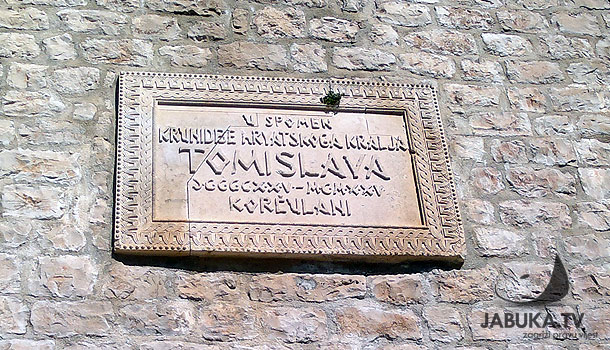 U SPOMEN
KRUNIDBE HRVATSKOGA KRALJA
TOMISLAVA
DCCCCXXV-MCMXXV
KORČULANI
JABUKA.TV